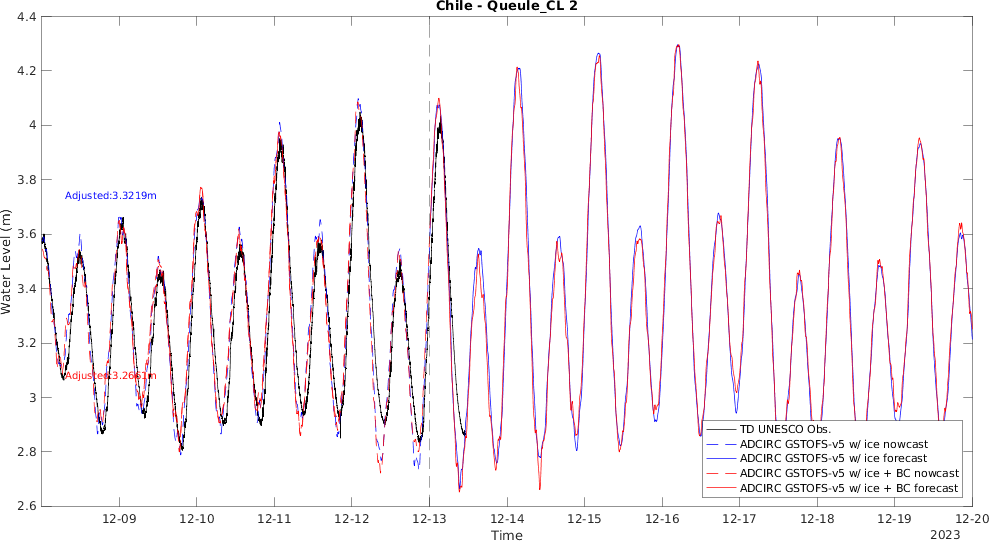 Chile - Queule_CL 2
4.4
4.2
4
3.8
3.6
3.4
3.2
3
2.8
2.6
Water Level (m)
Adjusted:3.3219m
Adjusted:3.2661m
TD UNESCO Obs.
ADCIRC GSTOFS-v5 w/ ice nowcast
ADCIRC GSTOFS-v5 w/ ice forecast
ADCIRC GSTOFS-v5 w/ ice + BC nowcast
ADCIRC GSTOFS-v5 w/ ice + BC forecast
12-09 12-10 12-11 12-12 12-13 12-14 12-15 12-16 12-17 12-18 12-19 12-20
Time
2023